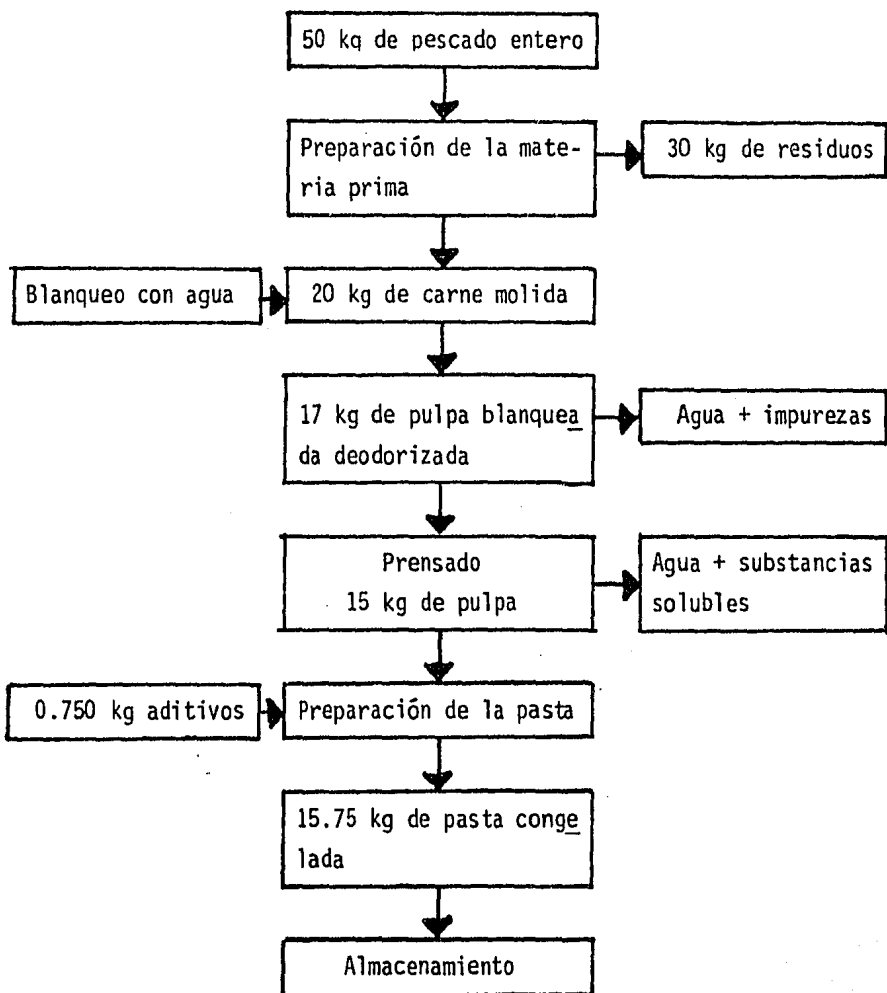 50 kg de pescado entero
Preparación de la mate-
ria prima
30 kg de residuos
Blanqueo con agua
20 kg de carne molida
17 kg de pulpa blanquea
da deodorizada
Agua + impurezas
Prensado
15 kg de pulpa
Agua + substancias
solubles
0.750 kg aditivos
Preparación de la pasta
15.75 kg de pasta conge
lada
Almacenamiento